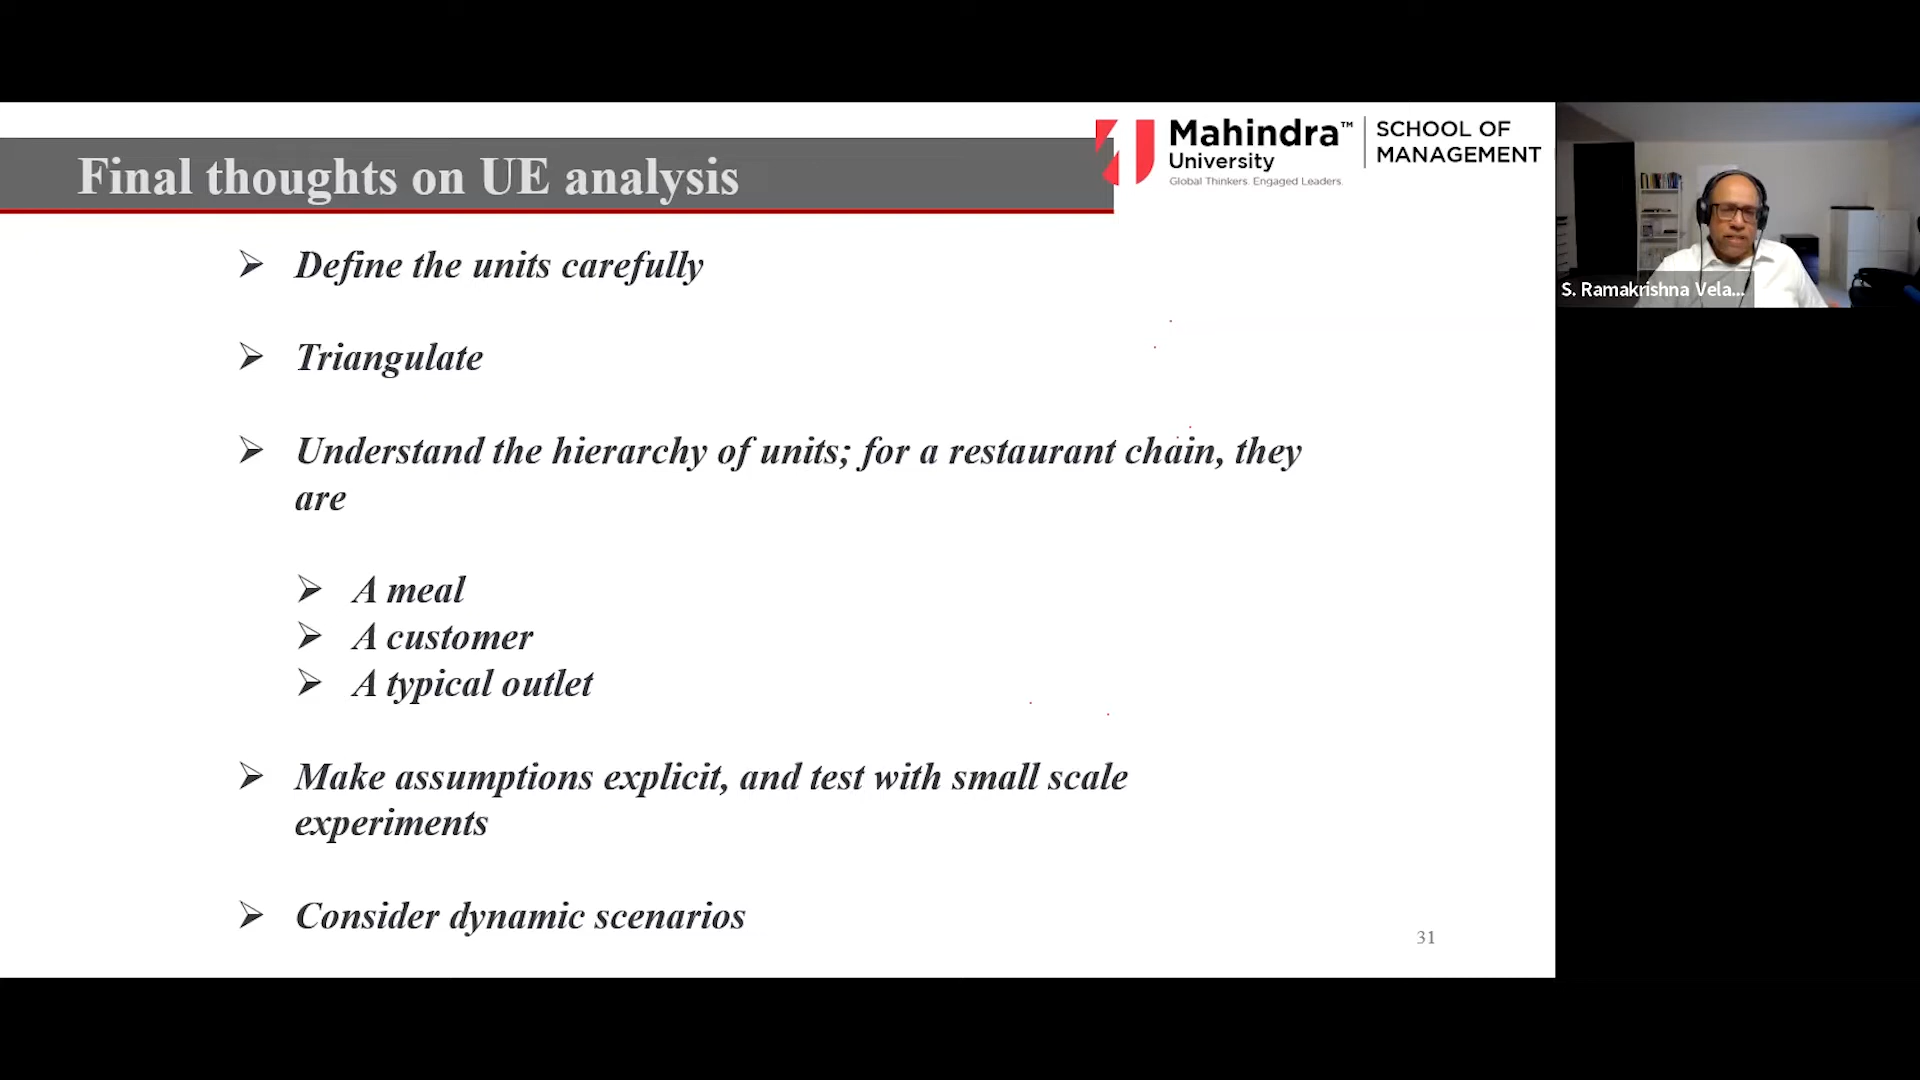 Mahindra™
University
Global Thinkers. Engaged Leaders.
SCHOOL OF
MANAGEMENT
Final thoughts on UE analysis
➢ Define the units carefully
➢ Triangulate
➢ Understand the hierarchy of units; for a restaurant chain, they
are
➢ A meal
➢ A customer
➢ A typical outlet
➢ Make assumptions explicit, and test with small scale
experiments
➢ Consider dynamic scenarios
31
S. Ramakrishna Vela...